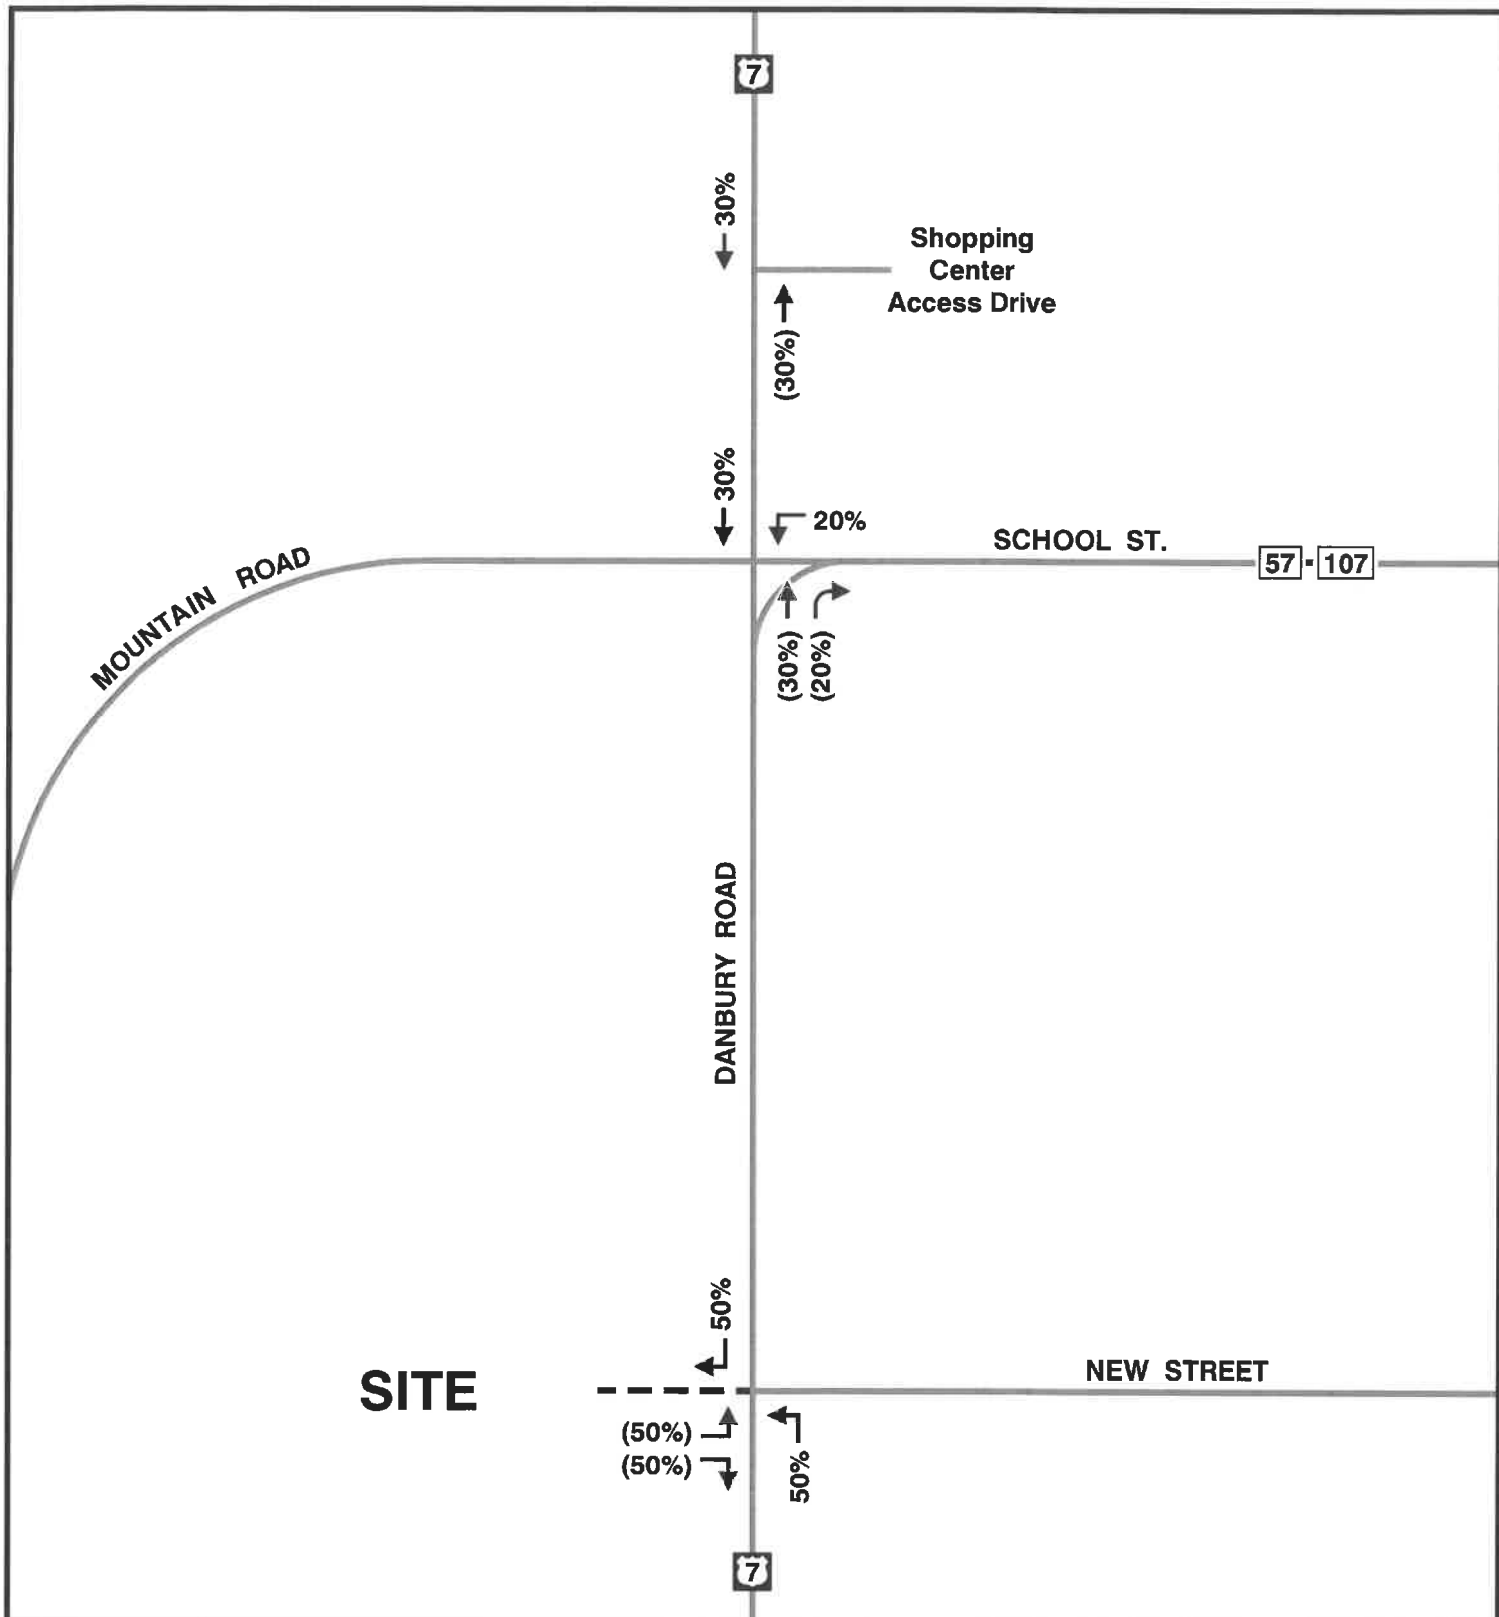 7
30%
Shopping
Center
Access Drive
(30%)
30%
20%
SCHOOL ST.
57 - 107
MOUNTAIN ROAD
(30%)
(20%)
DANBURY ROAD
50%
SITE
NEW STREET
(50%)
(50%)
50%
7